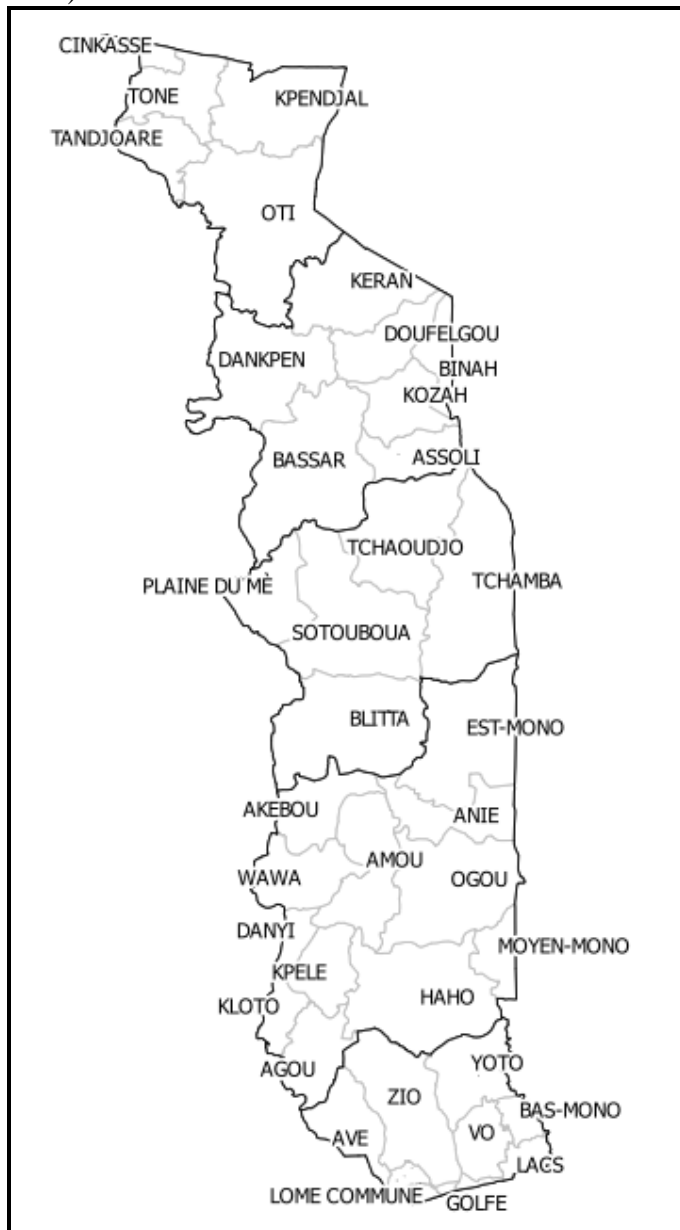 CINKASSE
TONE
KPENDJAL
TANDJOARE
OTI
KERAN
DOUFELGOU
DANKPEN
BINAH
KOZAH
BASSAR
ASSOLI
TCHAOUDJO
PLAINE DU MÈ
TCHAMBA
SOTOUBOUA
BLITTA
EST-MONO
AKEBOU
ANIE
AMOU
WAWA
OGOU
DANYI
MOYEN-MONO
KPELE
HAHO
KLOTO
YOTO
AGOU
ZIO
BAS-MONO
VO
AVE
LACS
LOME COMMUNE
GOLFE